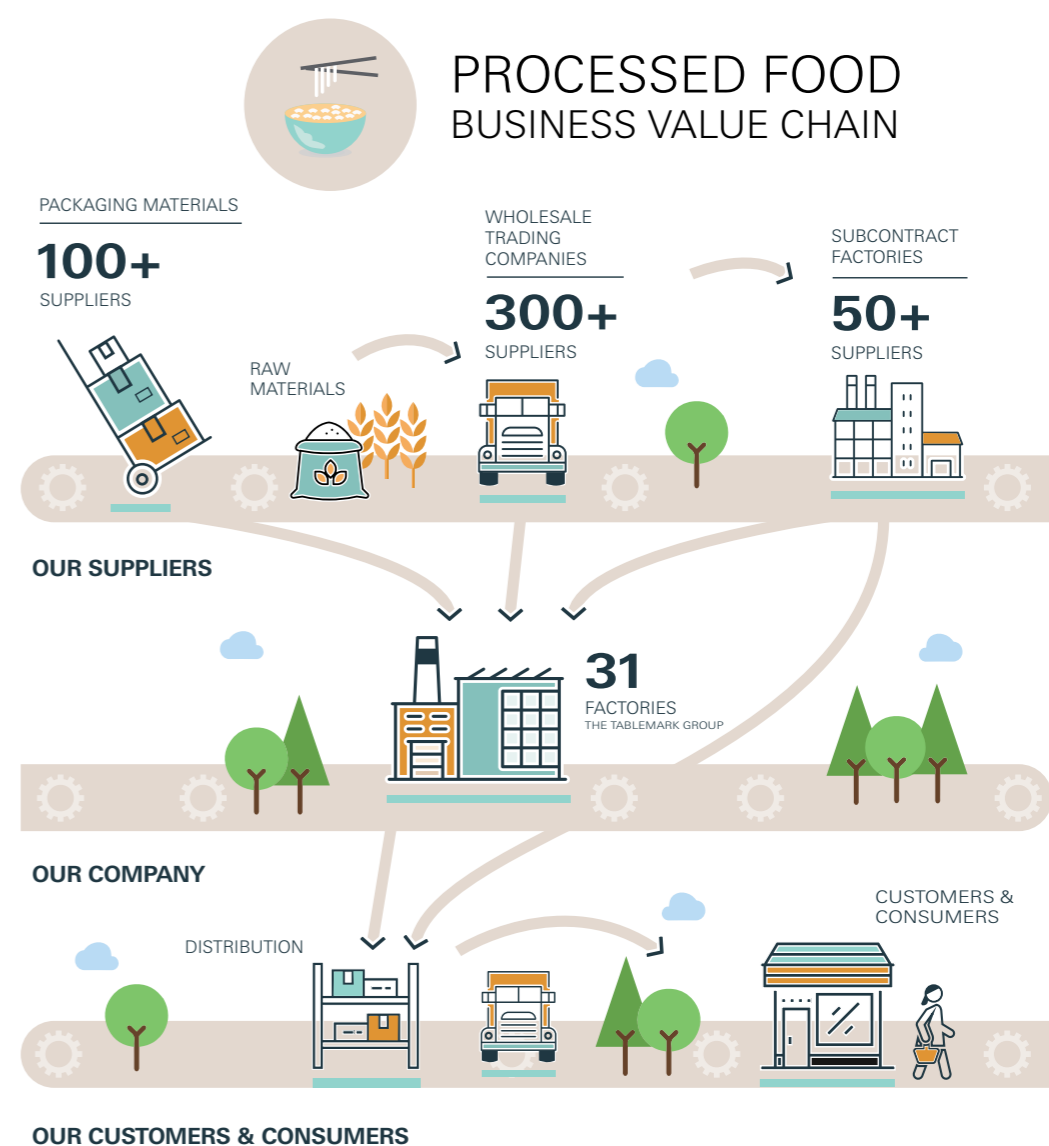 PROCESSED FOOD
BUSINESS VALUE CHAIN
PACKAGING MATERIALS
100+
SUPPLIERS
RAW
MATERIALS
WHOLESALE
TRADING
COMPANIES
300+
SUPPLIERS
SUBCONTRACT
FACTORIES
50+
SUPPLIERS
OUR SUPPLIERS
31
FACTORIES
THE TABLEMARK GROUP
OUR COMPANY
DISTRIBUTION
CUSTOMERS &
CONSUMERS
OUR CUSTOMERS & CONSUMERS